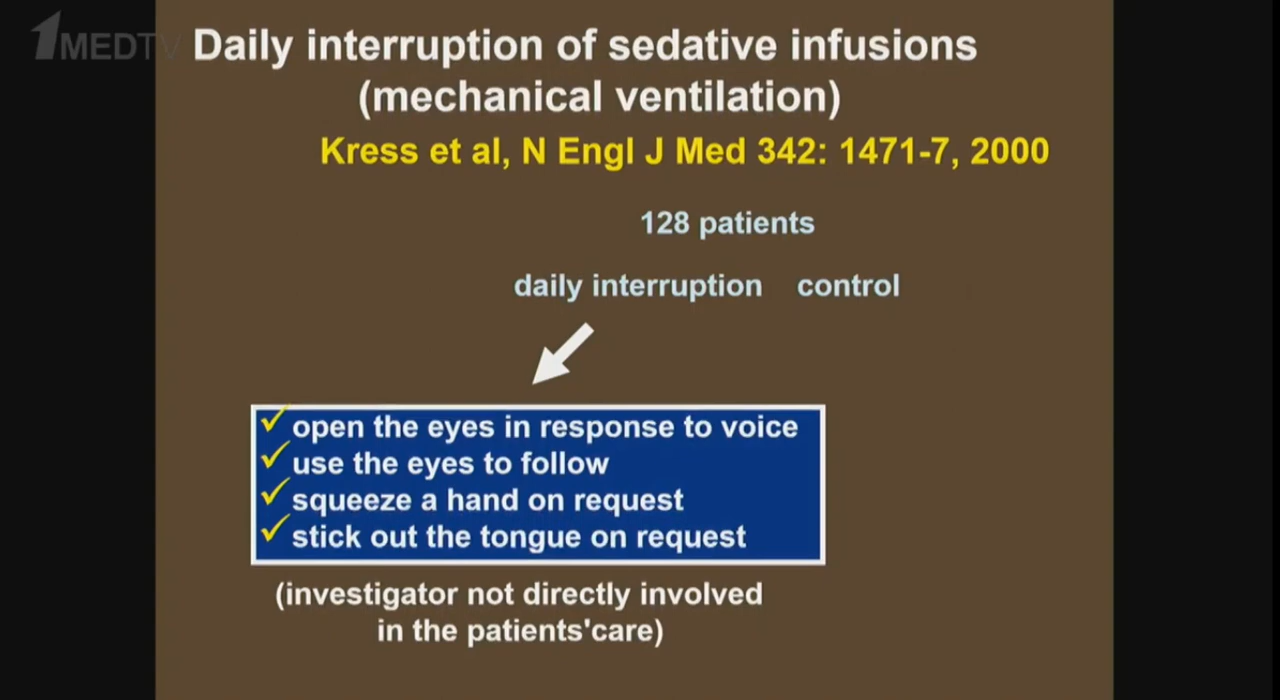 1MEDTV
Daily interruption of sedative infusions
(mechanical ventilation)
Kress et al, N Engl J Med 342: 1471-7, 2000
128 patients
daily interruption control
open the eyes in response to voice
use the eyes to follow
squeeze a hand on request
stick out the tongue on request
(investigator not directly involved
in the patients'care)